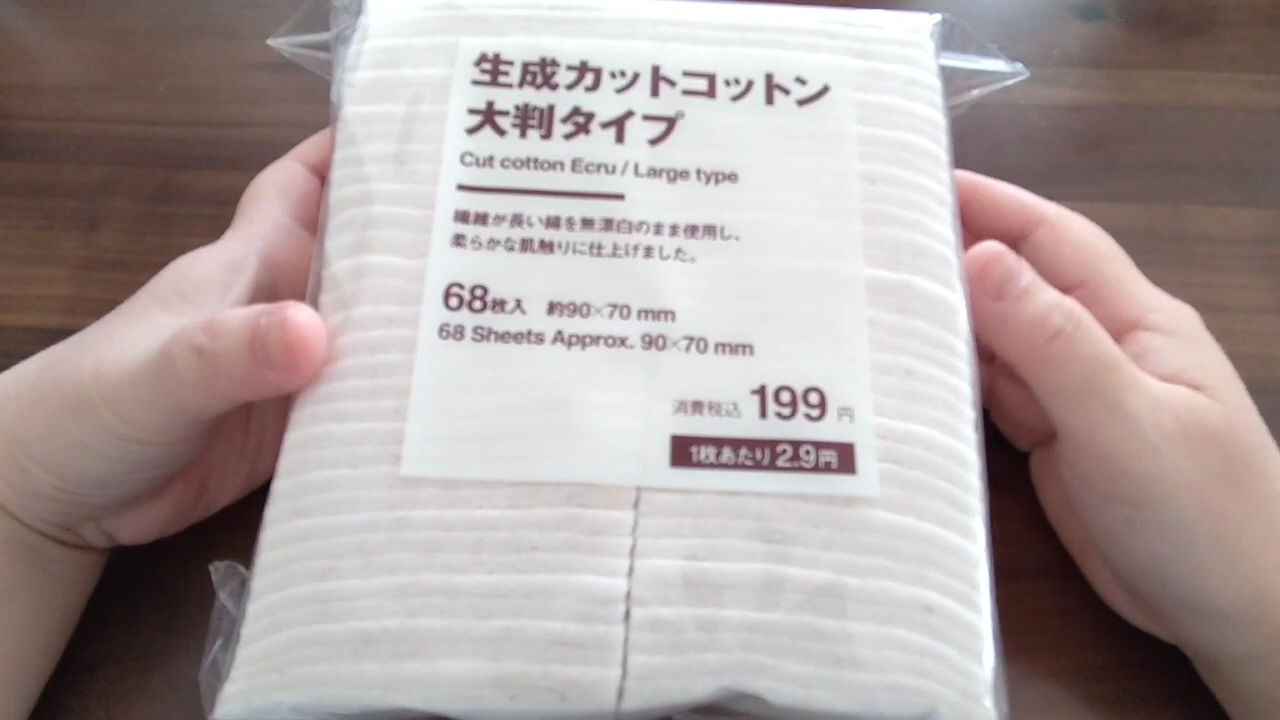 生成カットコットン
大判タイプ
Cut cotton Ecru / Large type
繊維が長い綿を無漂白のまま使用し、
柔らかな肌触りに仕上げました。
68枚入 約90×70 mm
68 Sheets Approx. 90×70 mm
消費税込 199 円
1枚あたり 2.9円